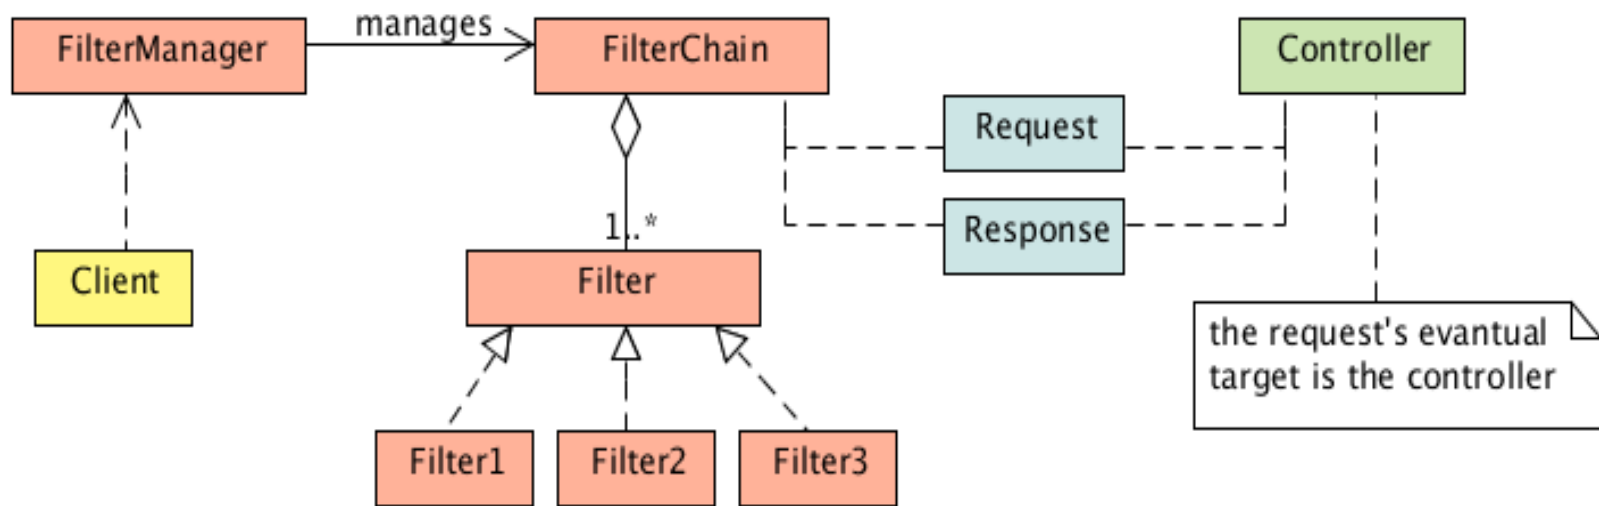 manages
FilterManager
FilterChain
Controller
Request
1..*
Response
Client
Filter
the request's evantual
target is the controller
Filter1
Filter2
Filter3